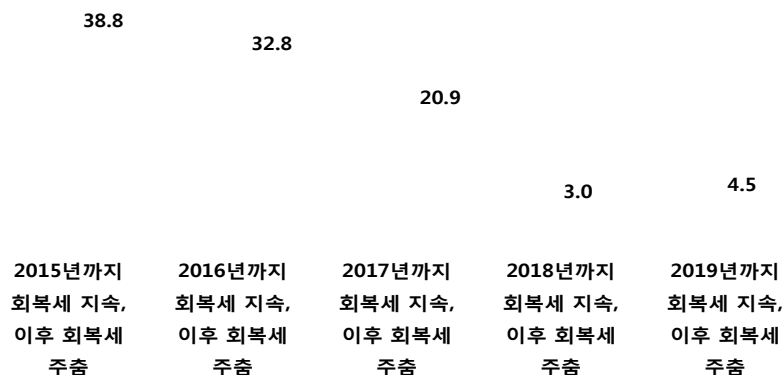 38.8
32.8
20.9
3.0
4.5
2015년까지
회복세 지속,
이후 회복세
주춤
2016년까지
회복세 지속,
이후 회복세
주춤
2017년까지
회복세 지속,
이후 회복세
주춤
2018년까지
회복세 지속,
이후 회복세
주춤
2019년까지
회복세 지속,
이후 회복세
주춤